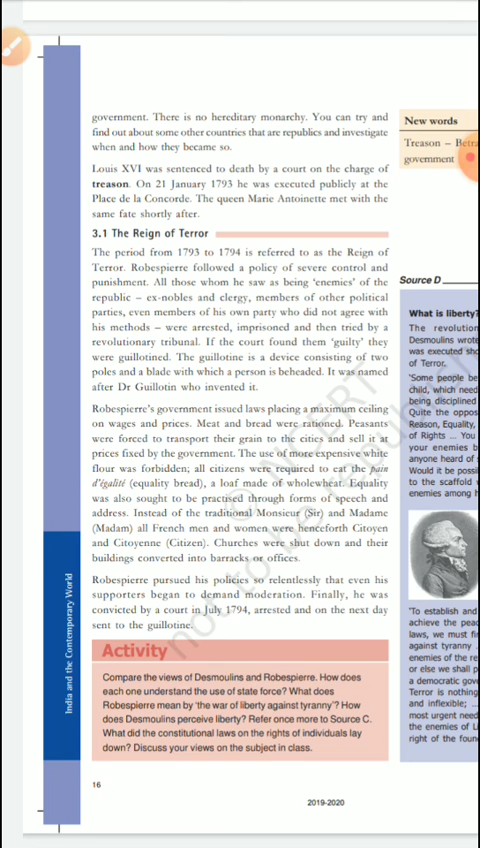 government. There is no hereditary monarchy. You can try and
find out about some other countries that are republics and investigate
when and how they became so.
Louis XVI was sentenced to death by a court on the charge of
treason. On 21 January 1793 he was executed publicly at the
Place de la Concorde. The queen Marie Antoinette met with the
same fate shortly after.
3.1 The Reign of Terror
The period from 1793 to 1794 is referred to as the Reign of
Terror. Robespierre followed a policy of severe control and
punishment. All those whom he saw as being ‘enemies’ of the
republic – ex-nobles and clergy, members of other political
parties, even members of his own party who did not agree with
his methods – were arrested, imprisoned and then tried by a
revolutionary tribunal. If the court found them ‘guilty’ they
were guillotined. The guillotine is a device consisting of two
poles and a blade with which a person is beheaded. It was named
after Dr Guillotin who invented it.
Robespierre’s government issued laws placing a maximum ceiling
on wages and prices. Meat and bread were rationed. Peasants
were forced to transport their grain to the cities and sell it at
prices fixed by the government. The use of more expensive white
flour was forbidden; all citizens were required to eat the pain
d’égalité (equality bread), a loaf made of wholewheat. Equality
was also sought to be practised through forms of speech and
address. Instead of the traditional Monsieur (Sir) and Madame
(Madam) all French men and women were henceforth Citoyen
and Citoyenne (Citizen). Churches were shut down and their
buildings converted into barracks or offices.
Robespierre pursued his policies so relentlessly that even his
supporters began to demand moderation. Finally, he was
convicted by a court in July 1794, arrested and on the next day
sent to the guillotine.
Activity
Compare the views of Desmoulins and Robespierre. How does
each one understand the use of state force? What does
Robespierre mean by ‘the war of liberty against tyranny’? How
does Desmoulins perceive liberty? Refer once more to Source C.
What did the constitutional laws on the rights of individuals lay
down? Discuss your views on the subject in class.
New words
Treason – Betra
government
Source D
What is liberty?
The revolution
Desmoulins wrote
was executed sho
of Terror.
‘Some people be
child, which need
being disciplined
Quite the oppos
Reason, Equality,
of Rights ... You
your enemies b
anyone heard of
Would it be possi
to the scaffold
enemies among h
‘To establish and
achieve the peac
laws, we must fi
against tyranny ..
enemies of the re
or else we shall p
a democratic gov
Terror is nothing
and inflexible; ...
most urgent need
the enemies of L
right of the foun
India and the Contemporary World
16
2019-2020
© NCERT
not to be republished